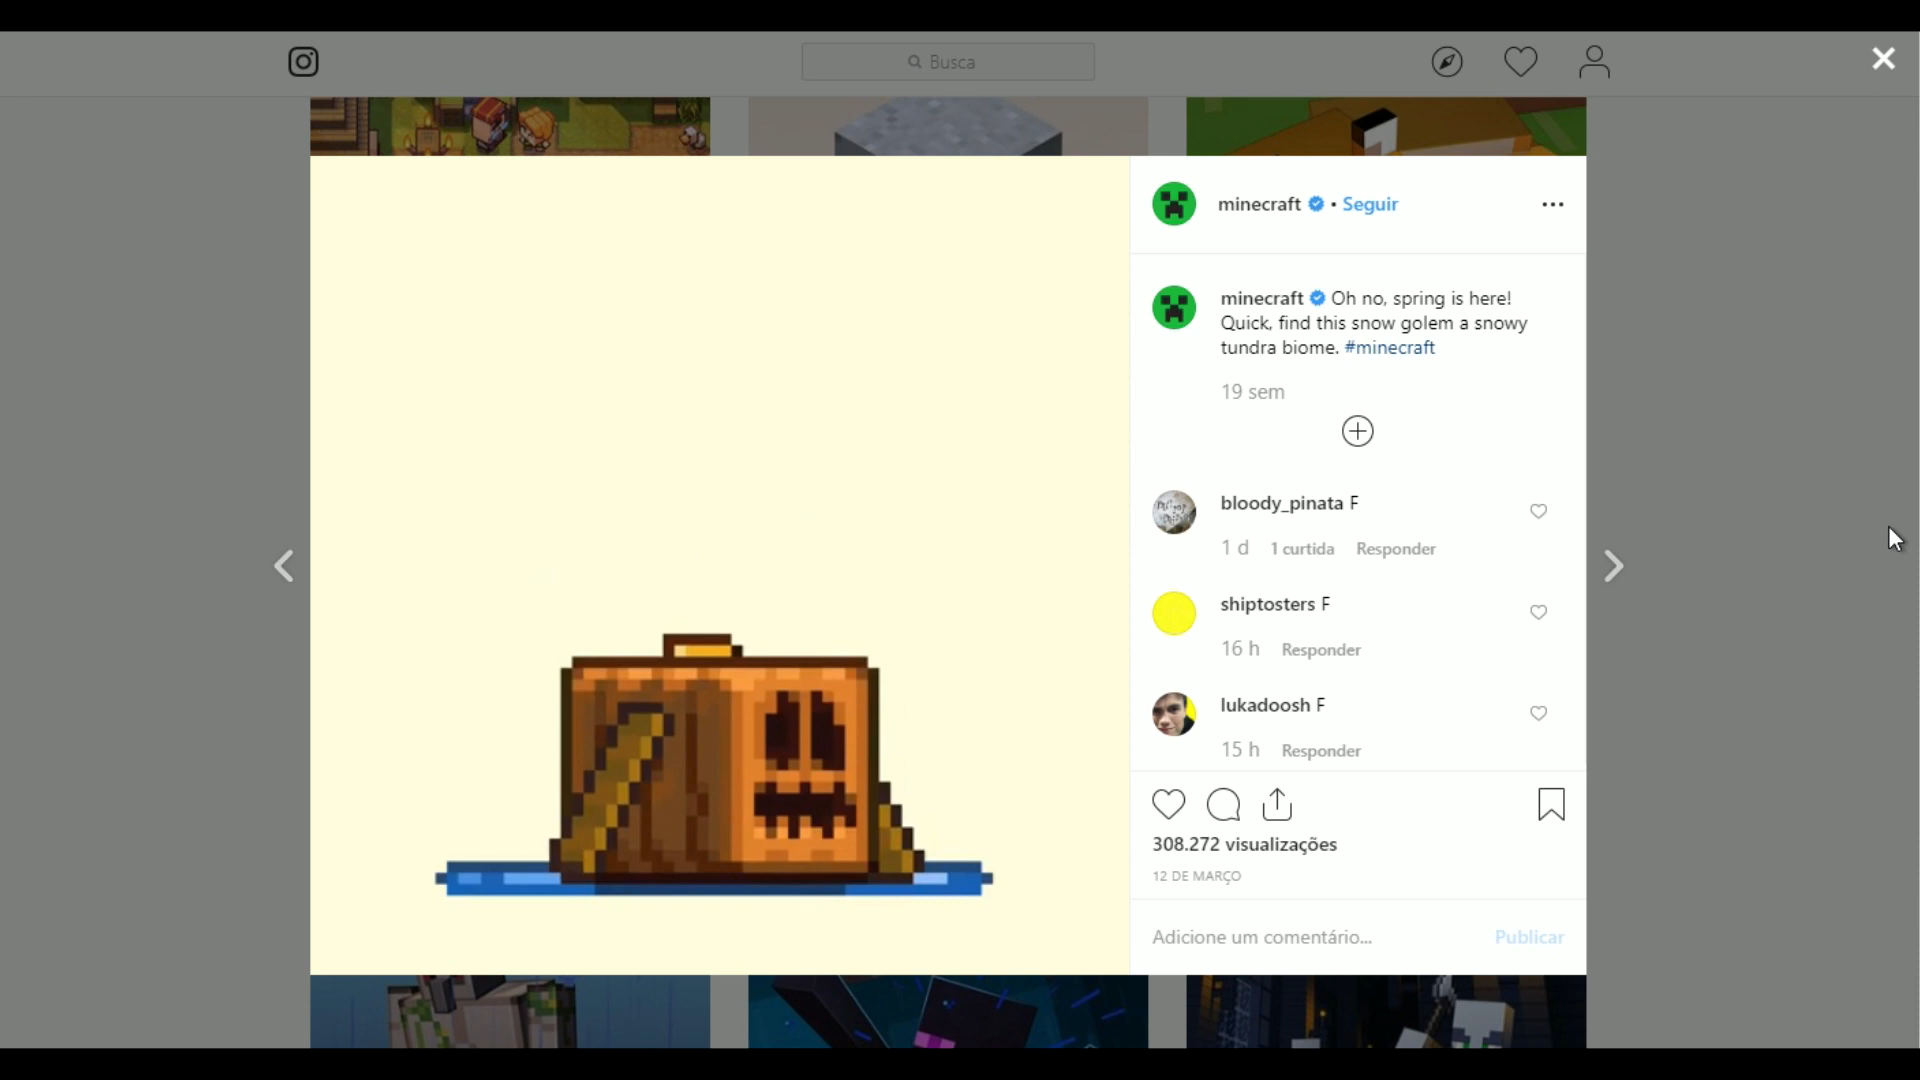 Busca
minecraft • Seguir
minecraft Oh no, spring is here!
Quick, find this snow golem a snowy
tundra biome. #minecraft
19 sem
bloody_pinata F
1 d 1 curtida Responder
shiptosters F
16 h Responder
lukadoosh F
15 h Responder
308.272 visualizações
12 DE MARÇO
Adicione um comentário... Publicar